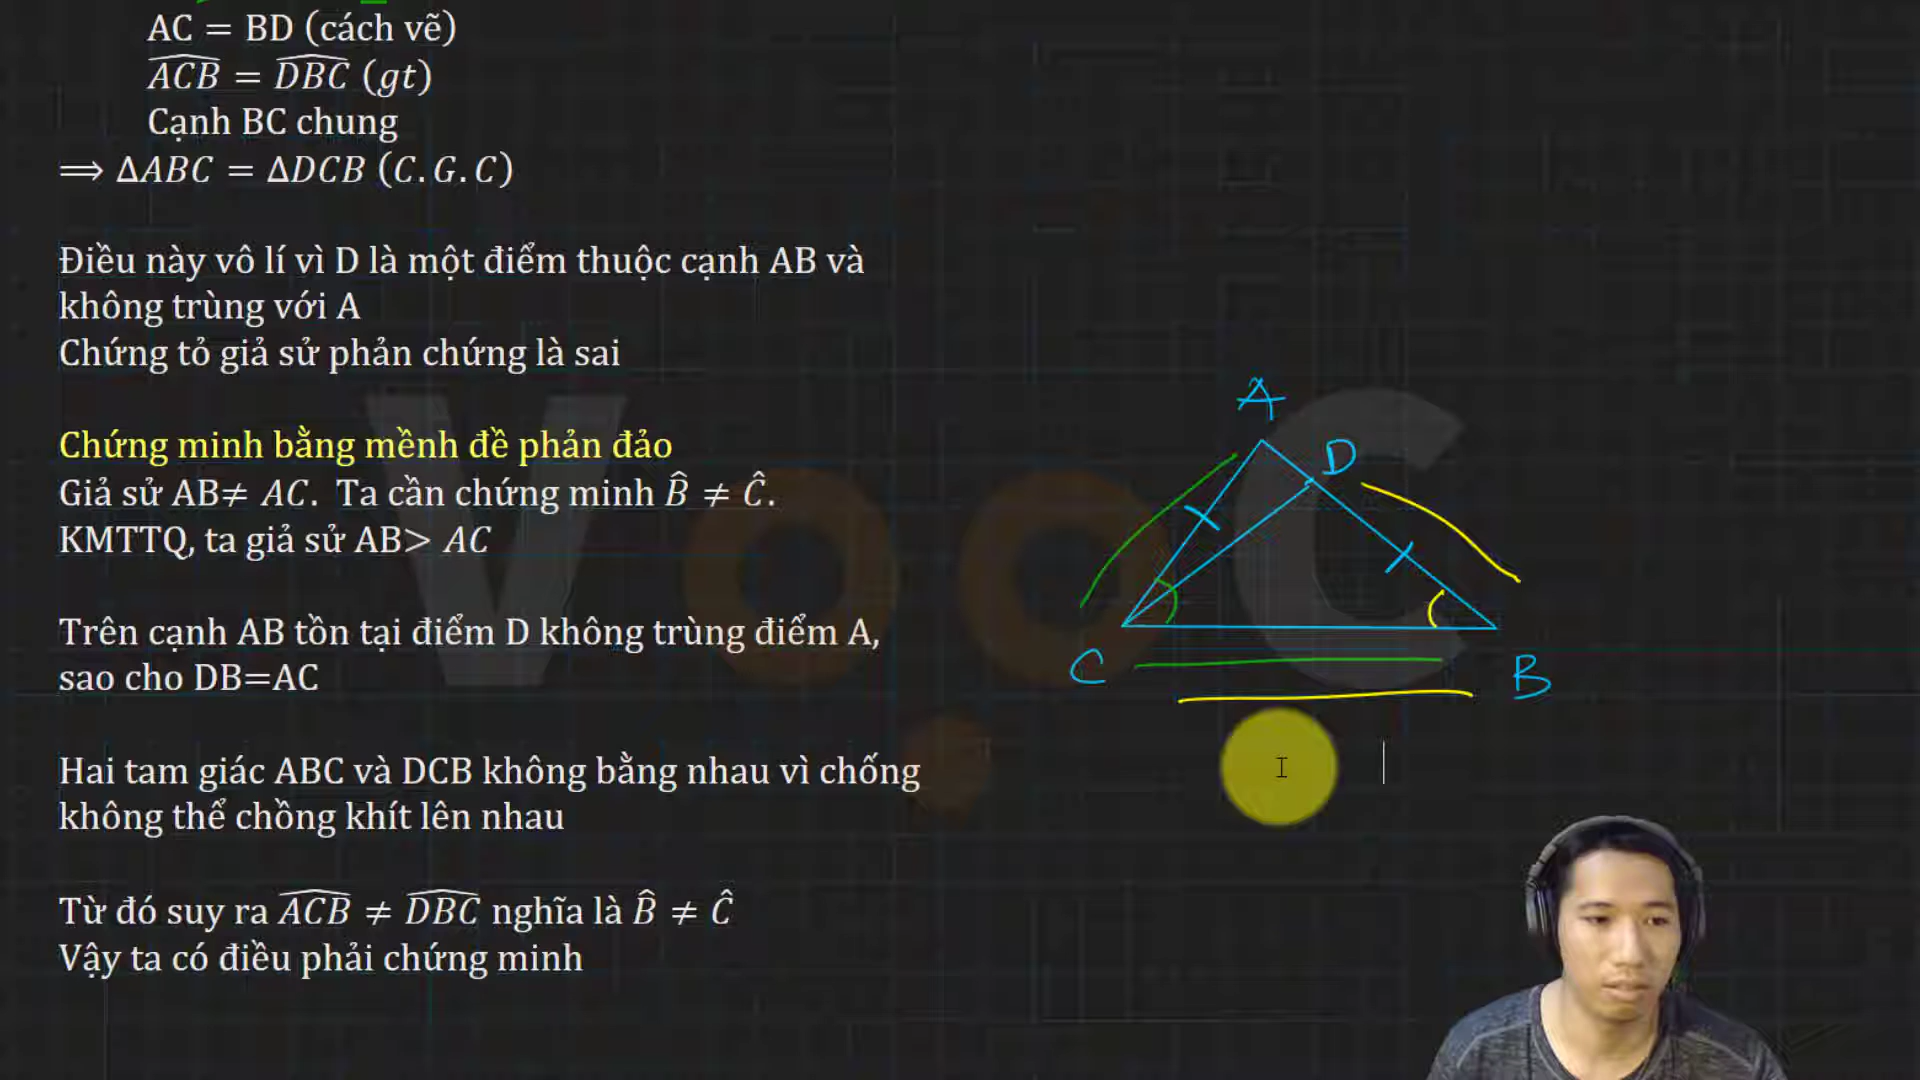 AC = BD (cách vẽ)
\widehat{ACB} = \widehat{DBC} (gt)
Cạnh BC chung
⟹ ΔABC = ΔDCB (C.G.C)
Điều này vô lí vì D là một điểm thuộc cạnh AB và
không trùng với A
Chứng tỏ giả sử phản chứng là sai
Chứng minh bằng mềnh đề phản đảo
Giả sử AB≠ AC. Ta cần chứng minh B̂ ≠ Ĉ.
KMTTQ, ta giả sử AB> AC
Trên cạnh AB tồn tại điểm D không trùng điểm A,
sao cho DB=AC
Hai tam giác ABC và DCB không bằng nhau vì chống
không thể chồng khít lên nhau
Từ đó suy ra \widehat{ACB} ≠ \widehat{DBC} nghĩa là B̂ ≠ Ĉ
Vậy ta có điều phải chứng minh
A
D
C
B
VOOC